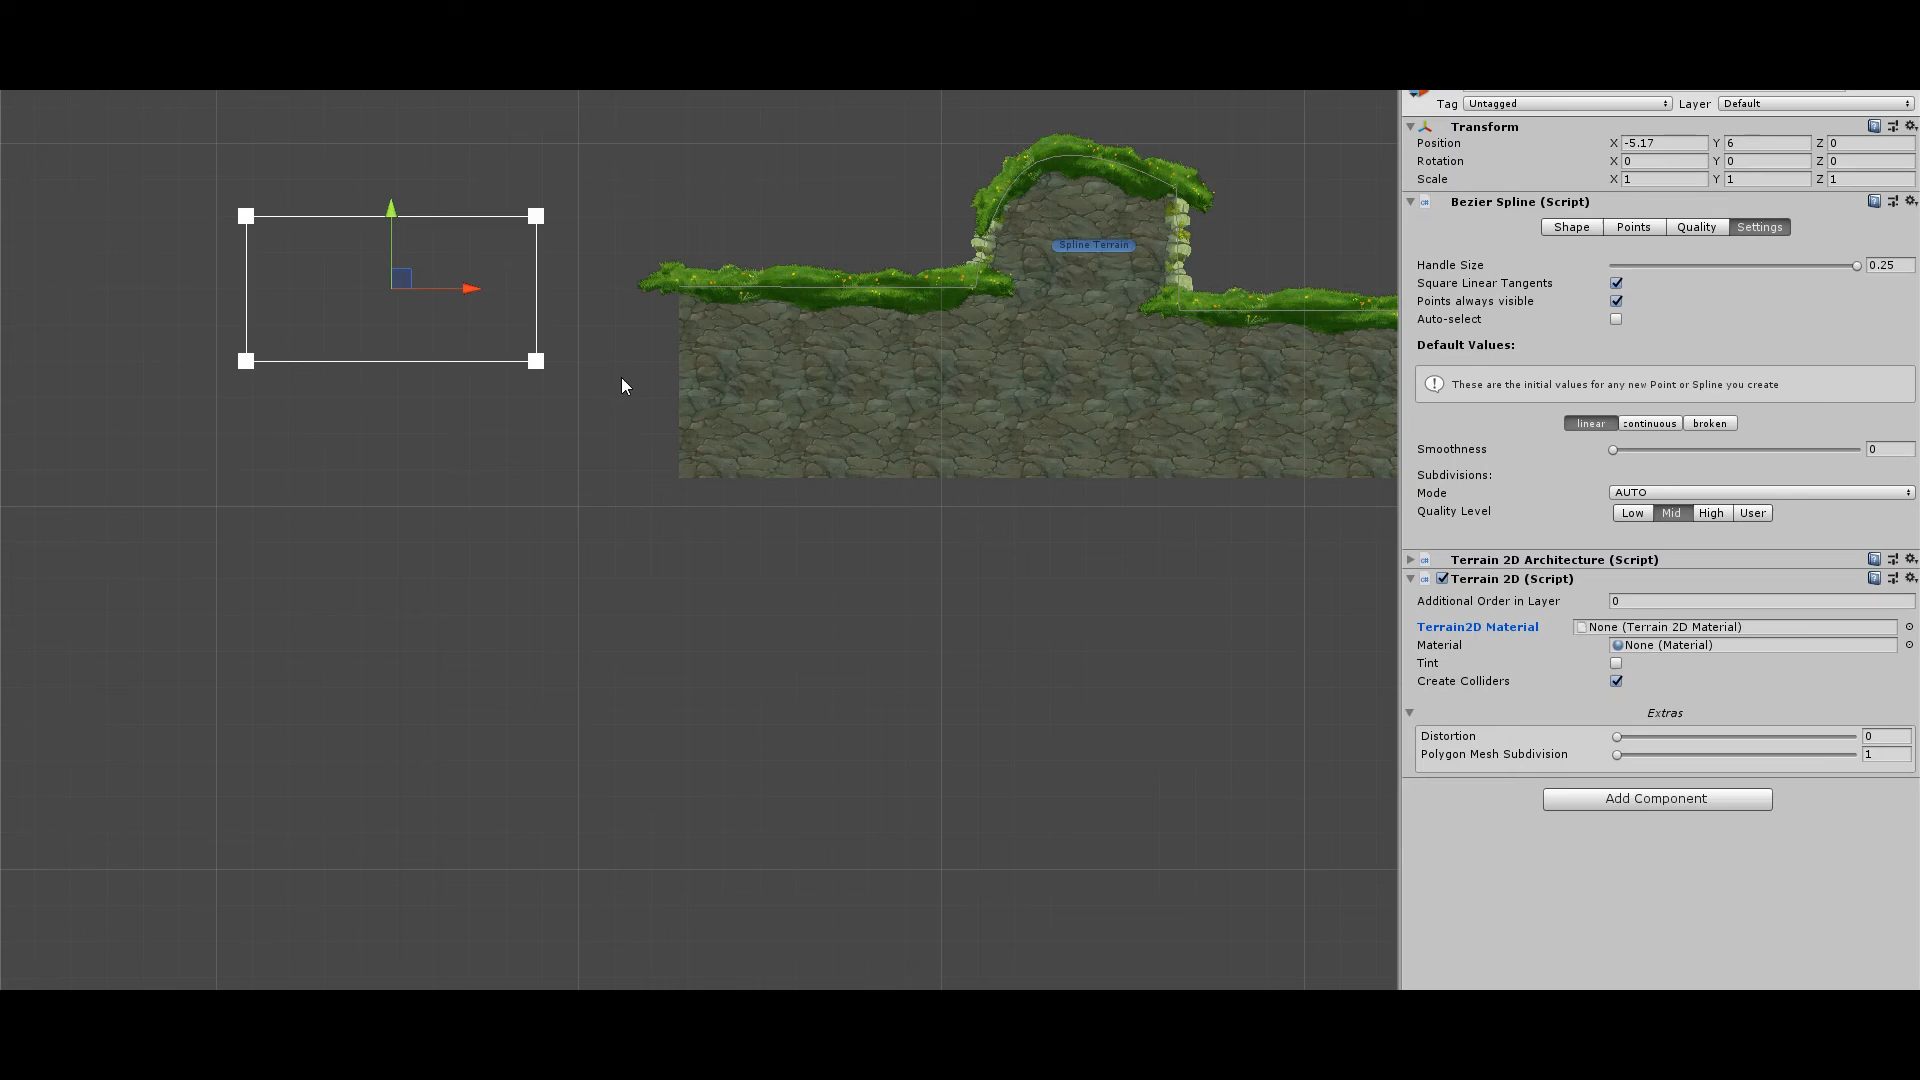 Tag Untagged Layer Default
Transform
Position X -5.17 Y 6 Z 0
Rotation X 0 Y 0 Z 0
Scale X 1 Y 1 Z 1
Bezier Spline (Script)
Shape Points Quality Settings
Spline Terrain
Handle Size 0.25
Square Linear Tangents
Points always visible
Auto-select
Default Values:
These are the initial values for any new Point or Spline you create
linear continuous broken
Smoothness 0
Subdivisions:
Mode AUTO
Quality Level Low Mid High User
Terrain 2D Architecture (Script)
Terrain 2D (Script)
Additional Order in Layer 0
Terrain2D Material None (Terrain 2D Material)
Material None (Material)
Tint
Create Colliders
Extras
Distortion 0
Polygon Mesh Subdivision 1
Add Component